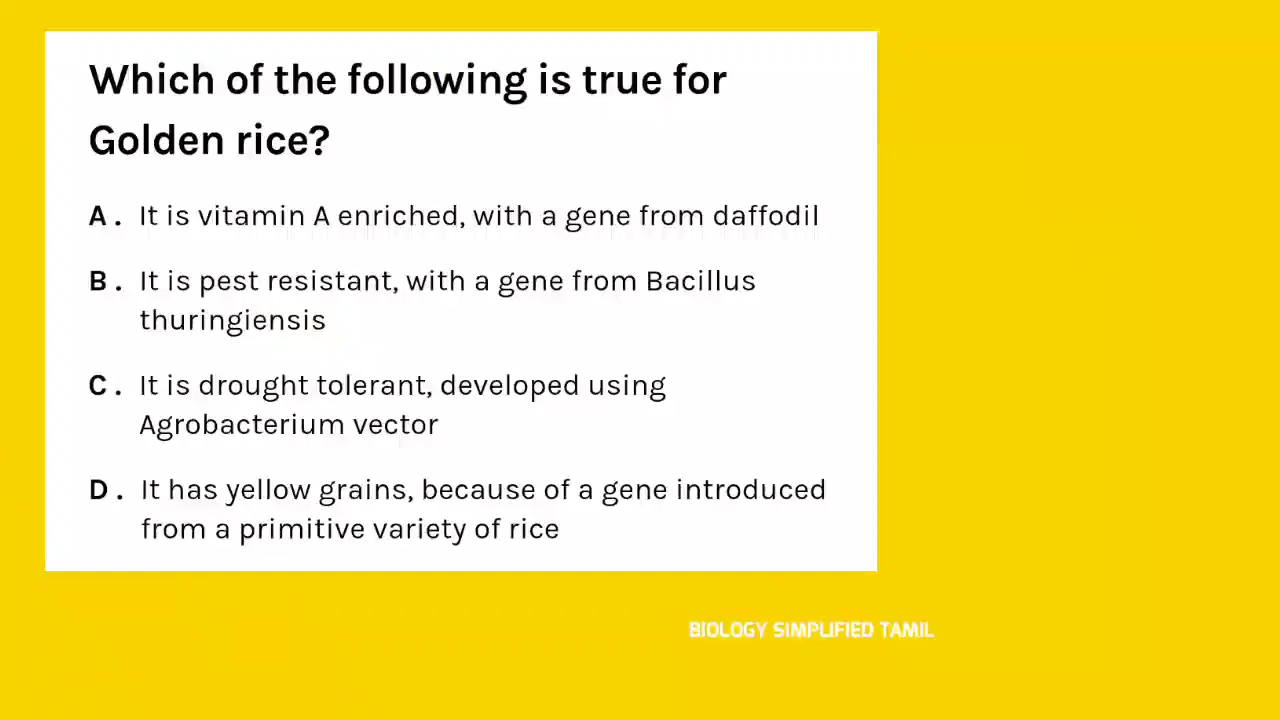 Which of the following is true for
Golden rice?
A. It is vitamin A enriched, with a gene from daffodil
B. It is pest resistant, with a gene from Bacillus
thuringiensis
C. It is drought tolerant, developed using
Agrobacterium vector
D. It has yellow grains, because of a gene introduced
from a primitive variety of rice
BIOLOGY SIMPLIFIED TAMIL